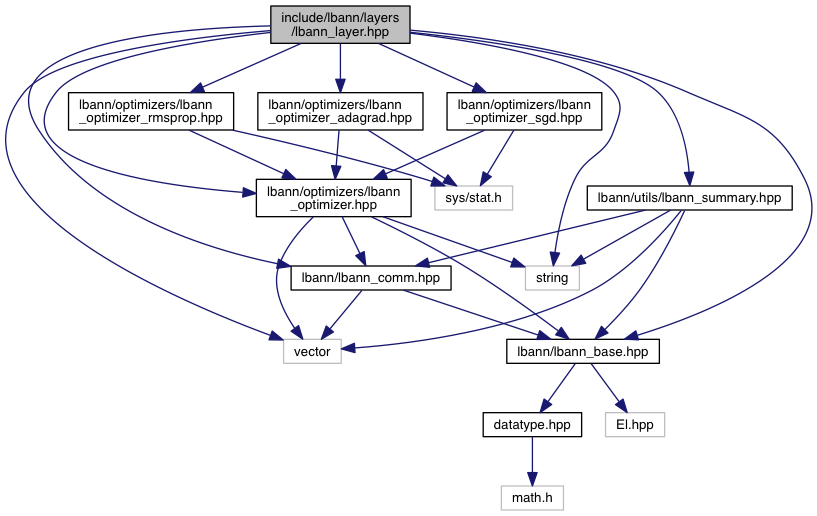 include/lbann/layers
/lbann_layer.hpp
lbann/optimizers/lbann
_optimizer_rmsprop.hpp
lbann/optimizers/lbann
_optimizer_adagrad.hpp
lbann/optimizers/lbann
_optimizer_sgd.hpp
lbann/optimizers/lbann
_optimizer.hpp
sys/stat.h
lbann/utils/lbann_summary.hpp
lbann/lbann_comm.hpp
string
vector
lbann/lbann_base.hpp
datatype.hpp
El.hpp
math.h